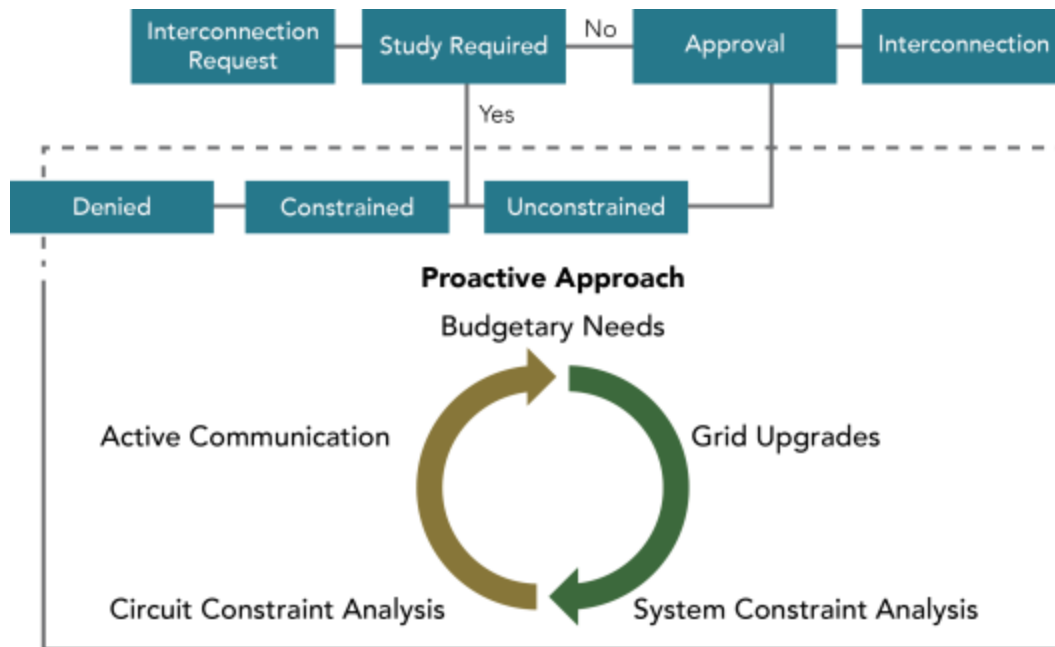 Interconnection
Request
Study Required
No
Approval
Interconnection
Yes
Denied
Constrained
Unconstrained
Proactive Approach
Budgetary Needs
Active Communication
Grid Upgrades
Circuit Constraint Analysis
System Constraint Analysis